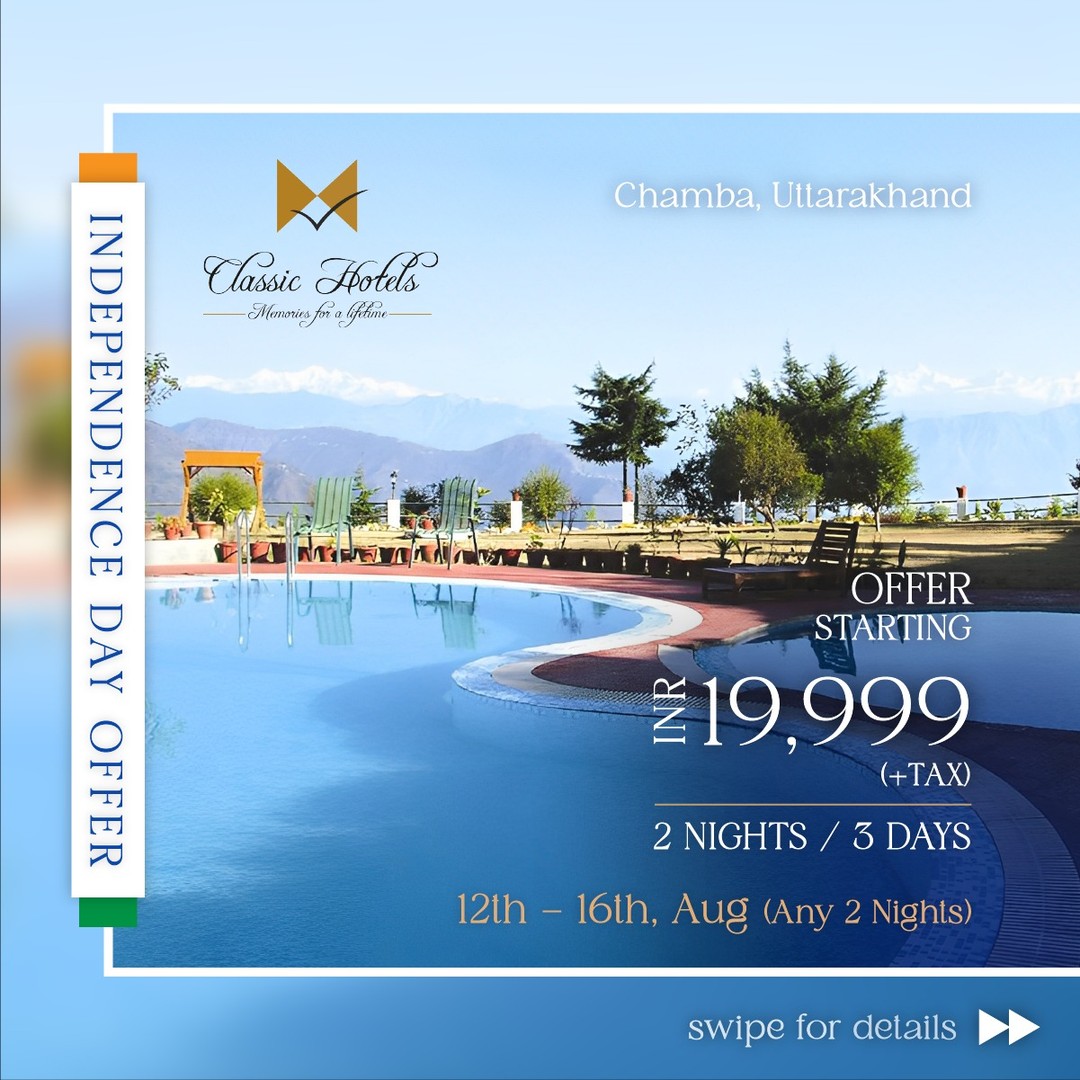 INDEPENDENCE DAY OFFER
Classic Hotels
Memories for a lifetime
Chamba, Uttarakhand
OFFER
STARTING
INR 19,999
(+TAX)
2 NIGHTS / 3 DAYS
12th – 16th, Aug (Any 2 Nights)
swipe for details